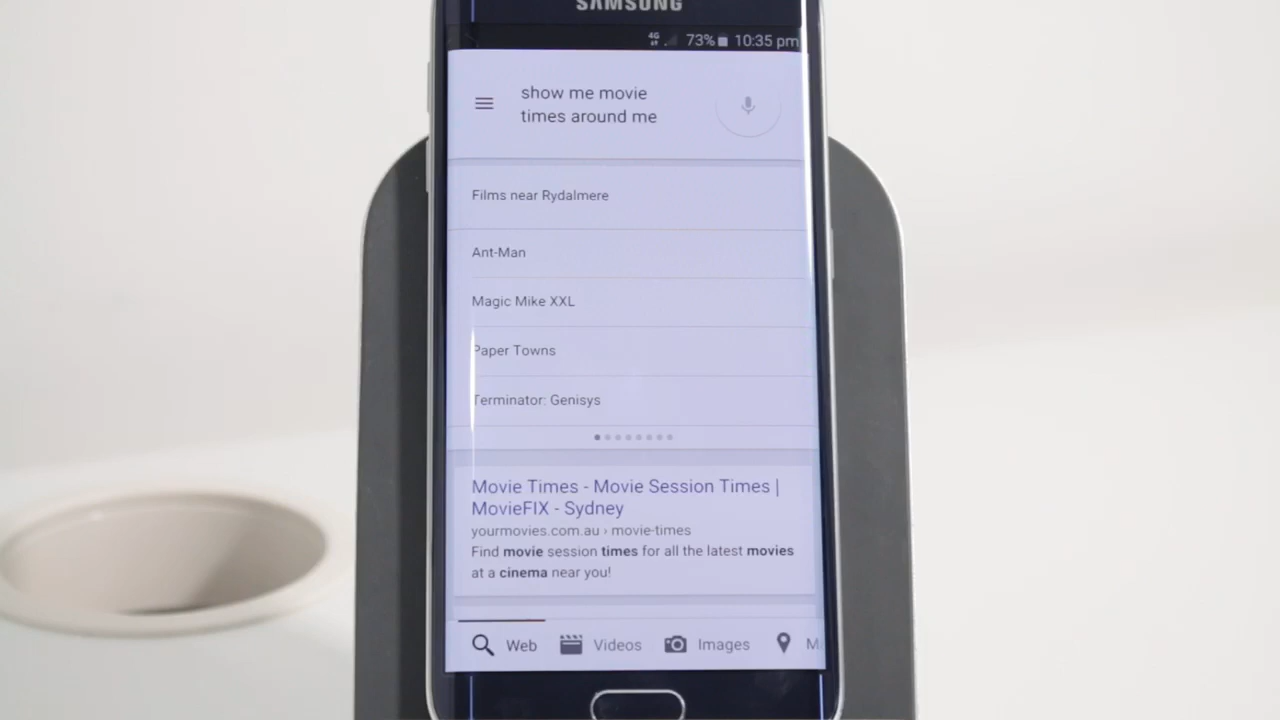 SAMSUNG
4G 73% 10:35 pm
show me movie
times around me
Films near Rydalmere
Ant-Man
Magic Mike XXL
Paper Towns
Terminator: Genisys
Movie Times - Movie Session Times |
MovieFIX - Sydney
yourmovies.com.au › movie-times
Find movie session times for all the latest movies
at a cinema near you!
Web Videos Images